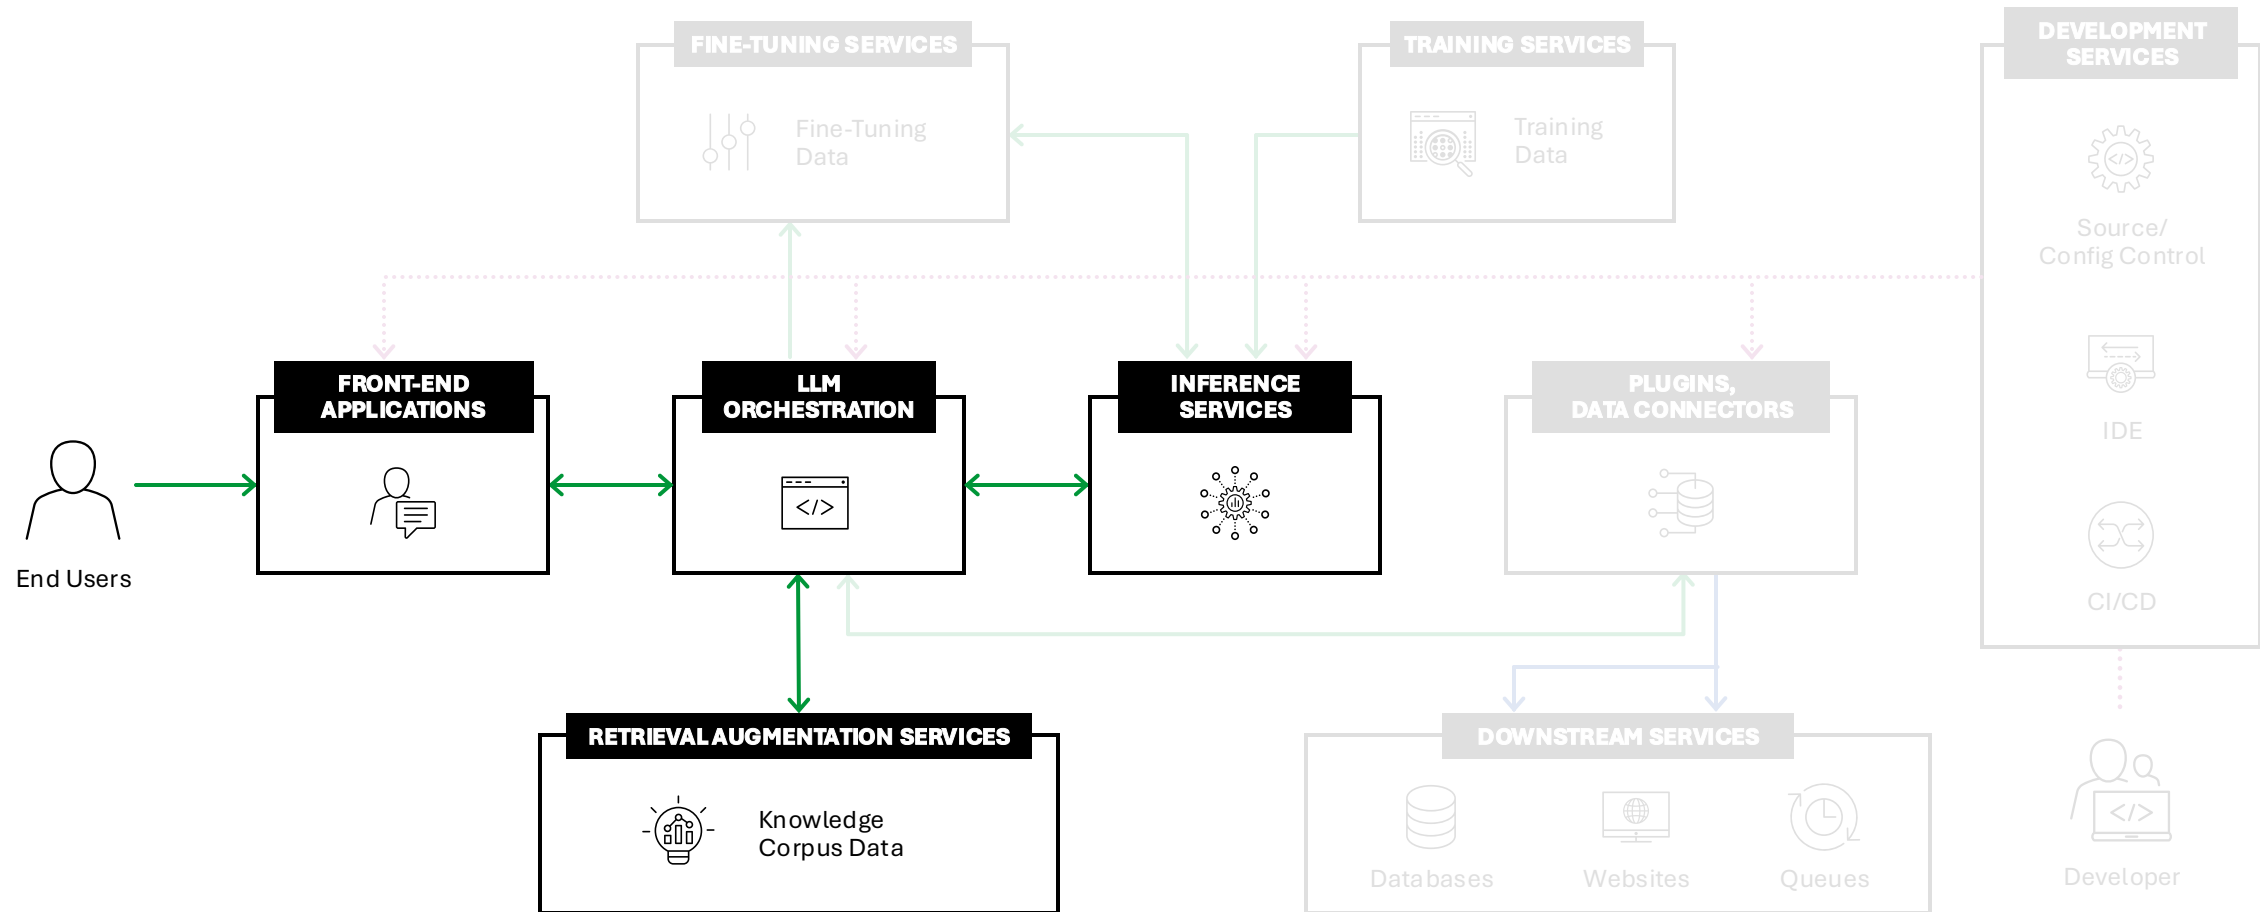 FINE-TUNING SERVICES
Fine-Tuning
Data
TRAINING SERVICES
Training
Data
DEVELOPMENT
SERVICES
Source/
Config Control
IDE
CI/CD
Developer
End Users
FRONT-END
APPLICATIONS
LLM
ORCHESTRATION
INFERENCE
SERVICES
PLUGINS,
DATA CONNECTORS
RETRIEVAL AUGMENTATION SERVICES
Knowledge
Corpus Data
DOWNSTREAM SERVICES
Databases
Websites
Queues